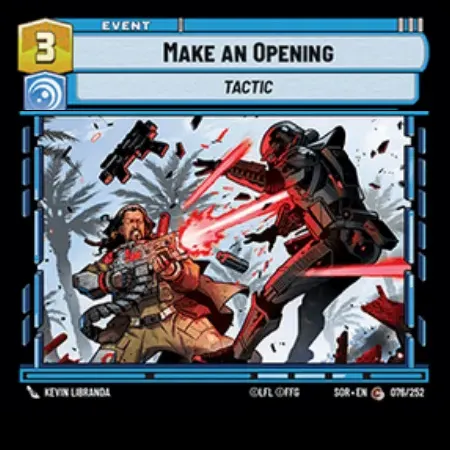 EVENT
3
MAKE AN OPENING
TACTIC
KEVIN LIBRANDA
©LFL ©FFG
SOR • EN C 076/252